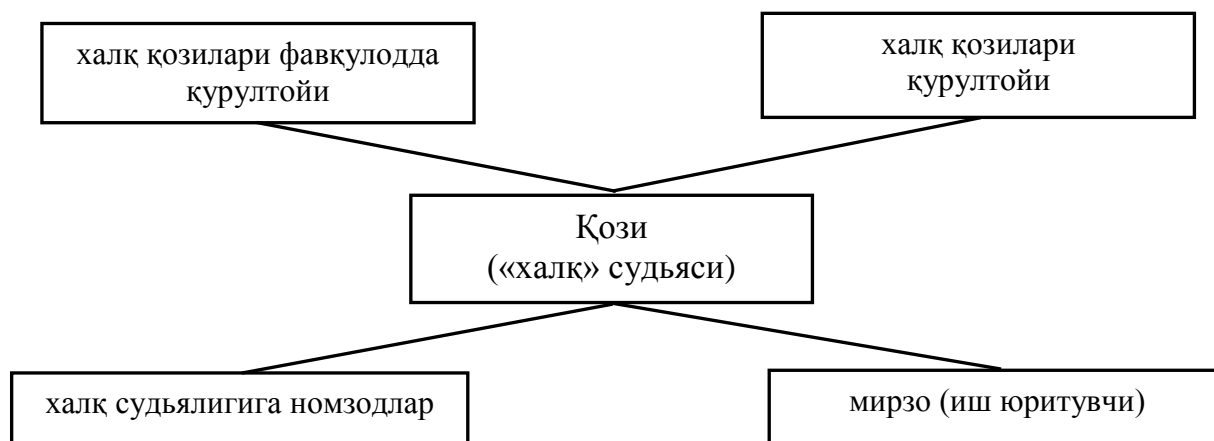 халқ қозилари фавқулодда
қурултойи
халқ қозилари
қурултойи
Қози
(«халқ» судьяси)
халқ судьялигига номзодлар
мирзо (иш юритувчи)